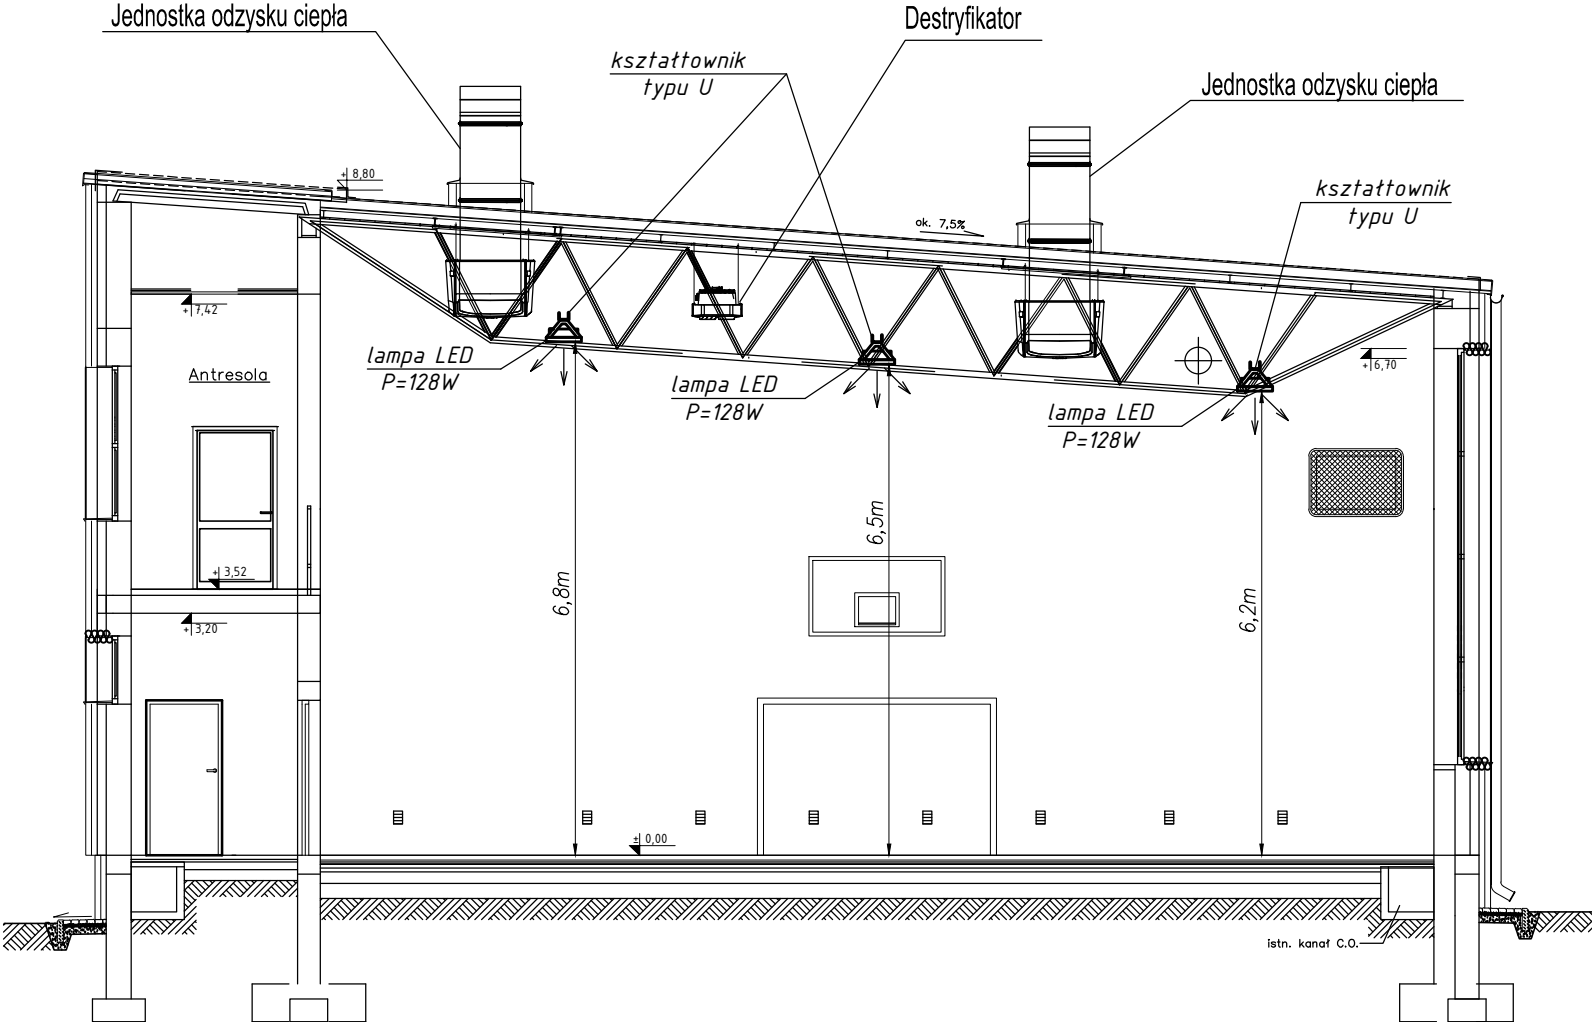 Jednostka odzysku ciepła
Destryfikator
kształtownik
typu U
Jednostka odzysku ciepła
+ 8,80
kształtownik
typu U
ok. 7,5%
+ 7,42
lampa LED
P=128W
lampa LED
P=128W
lampa LED
P=128W
+ 6,70
Antresola
6,5m
6,8m
6,2m
+ 3,52
+ 3,20
± 0,00
istn. kanał C.O.